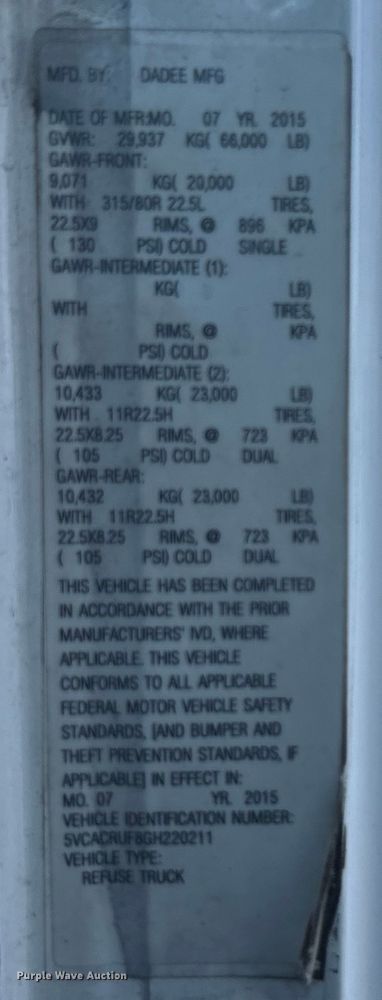 MFD. BY: DADEE MFG
DATE OF MFR:MO. 07 YR. 2015
GVWR: 29,937 KG( 66,000 LB)
GAWR-FRONT:
9,071 KG( 20,000 LB)
WITH 315/80R 22.5L TIRES,
22.5X9 RIMS, @ 896 KPA
( 130 PSI) COLD SINGLE
GAWR-INTERMEDIATE (1):
KG( LB)
WITH TIRES,
RIMS, @ KPA
( PSI) COLD
GAWR-INTERMEDIATE (2):
10,433 KG( 23,000 LB)
WITH 11R22.5H TIRES,
22.5X8.25 RIMS, @ 723 KPA
( 105 PSI) COLD DUAL
GAWR-REAR:
10,432 KG( 23,000 LB)
WITH 11R22.5H TIRES,
22.5X8.25 RIMS, @ 723 KPA
( 105 PSI) COLD DUAL
THIS VEHICLE HAS BEEN COMPLETED
IN ACCORDANCE WITH THE PRIOR
MANUFACTURERS' IVD, WHERE
APPLICABLE. THIS VEHICLE
CONFORMS TO ALL APPLICABLE
FEDERAL MOTOR VEHICLE SAFETY
STANDARDS, [AND BUMPER AND
THEFT PREVENTION STANDARDS, IF
APPLICABLE] IN EFFECT IN:
MO. 07 YR. 2015
VEHICLE IDENTIFICATION NUMBER:
5VCACRUF8GH220211
VEHICLE TYPE:
REFUSE TRUCK
Purple Wave Auction